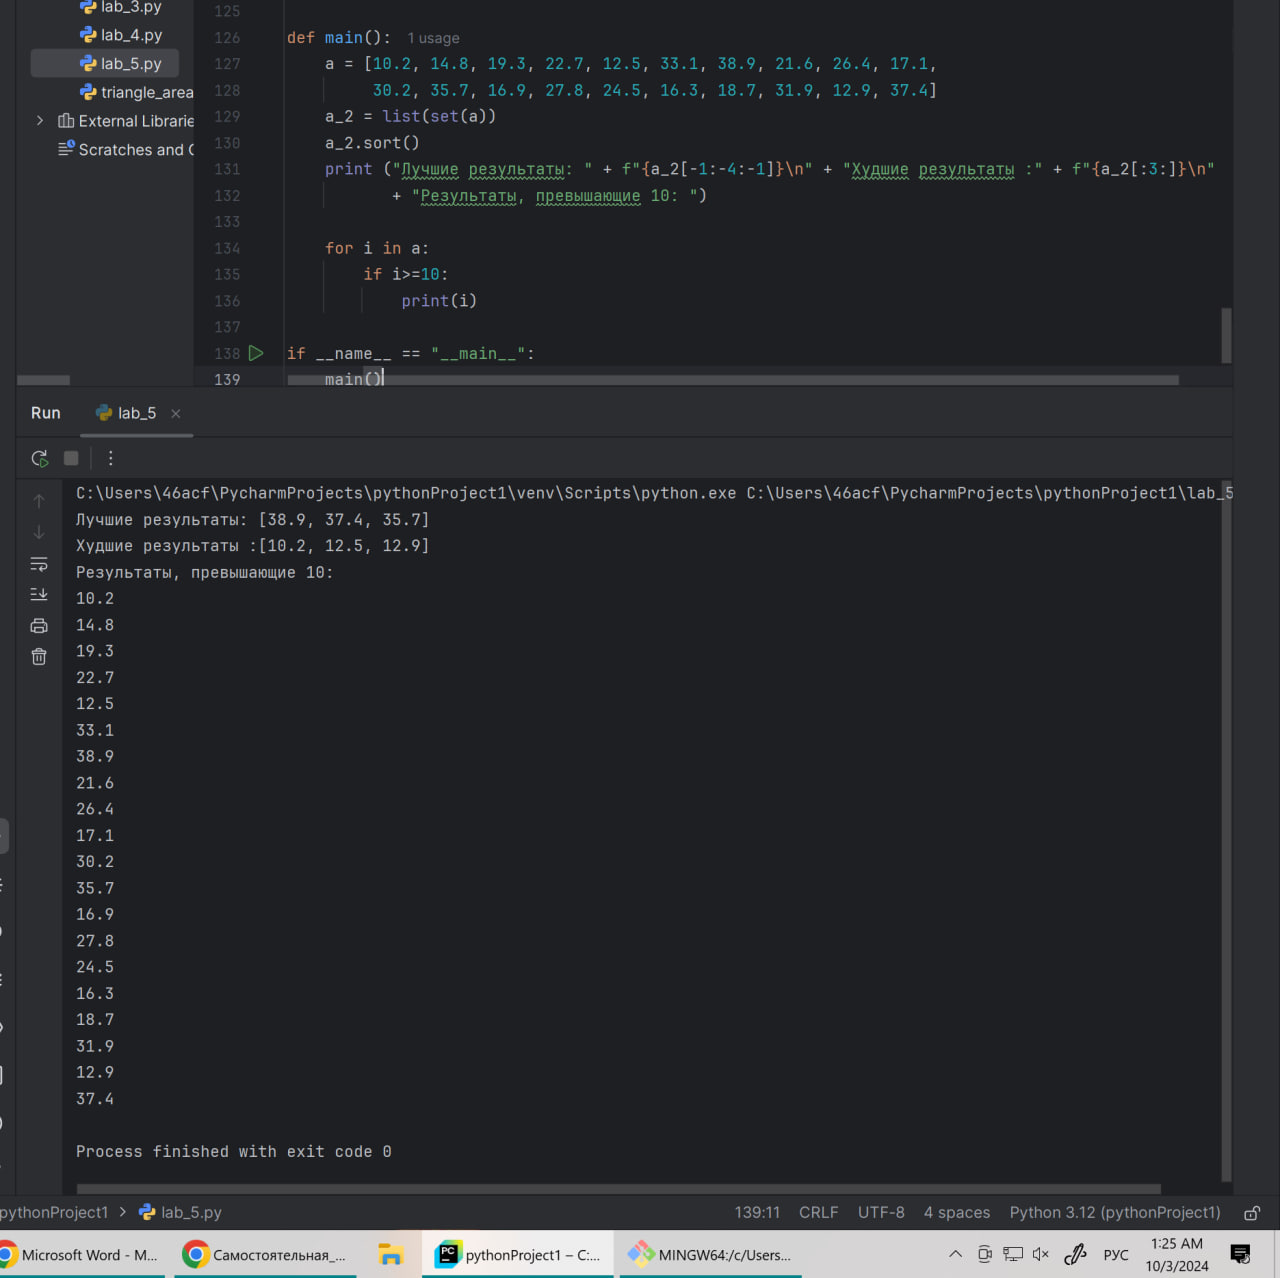 lab_3.py
lab_4.py
lab_5.py
triangle_area
External Librarie
Scratches and C
125
126 def main(): 1 usage
127 a = [10.2, 14.8, 19.3, 22.7, 12.5, 33.1, 38.9, 21.6, 26.4, 17.1,
128 30.2, 35.7, 16.9, 27.8, 24.5, 16.3, 18.7, 31.9, 12.9, 37.4]
129 a_2 = list(set(a))
130 a_2.sort()
131 print ("Лучшие результаты: " + f"{a_2[-1:-4:-1]}\n" + "Худшие результаты :" + f"{a_2[:3:]}\n"
132 + "Результаты, превышающие 10: ")
133
134 for i in a:
135 if i>=10:
136 print(i)
137
138 if __name__ == "__main__":
139 main()
Run lab_5
C:\Users\46acf\PycharmProjects\pythonProject1\venv\Scripts\python.exe C:\Users\46acf\PycharmProjects\pythonProject1\lab_5
Лучшие результаты: [38.9, 37.4, 35.7]
Худшие результаты :[10.2, 12.5, 12.9]
Результаты, превышающие 10:
10.2
14.8
19.3
22.7
12.5
33.1
38.9
21.6
26.4
17.1
30.2
35.7
16.9
27.8
24.5
16.3
18.7
31.9
12.9
37.4
Process finished with exit code 0
pythonProject1 > lab_5.py 139:11 CRLF UTF-8 4 spaces Python 3.12 (pythonProject1)
Microsoft Word - M... Самостоятельная_... PC pythonProject1 – C:... MINGW64:/c/Users... РУС 1:25 AM
10/3/2024